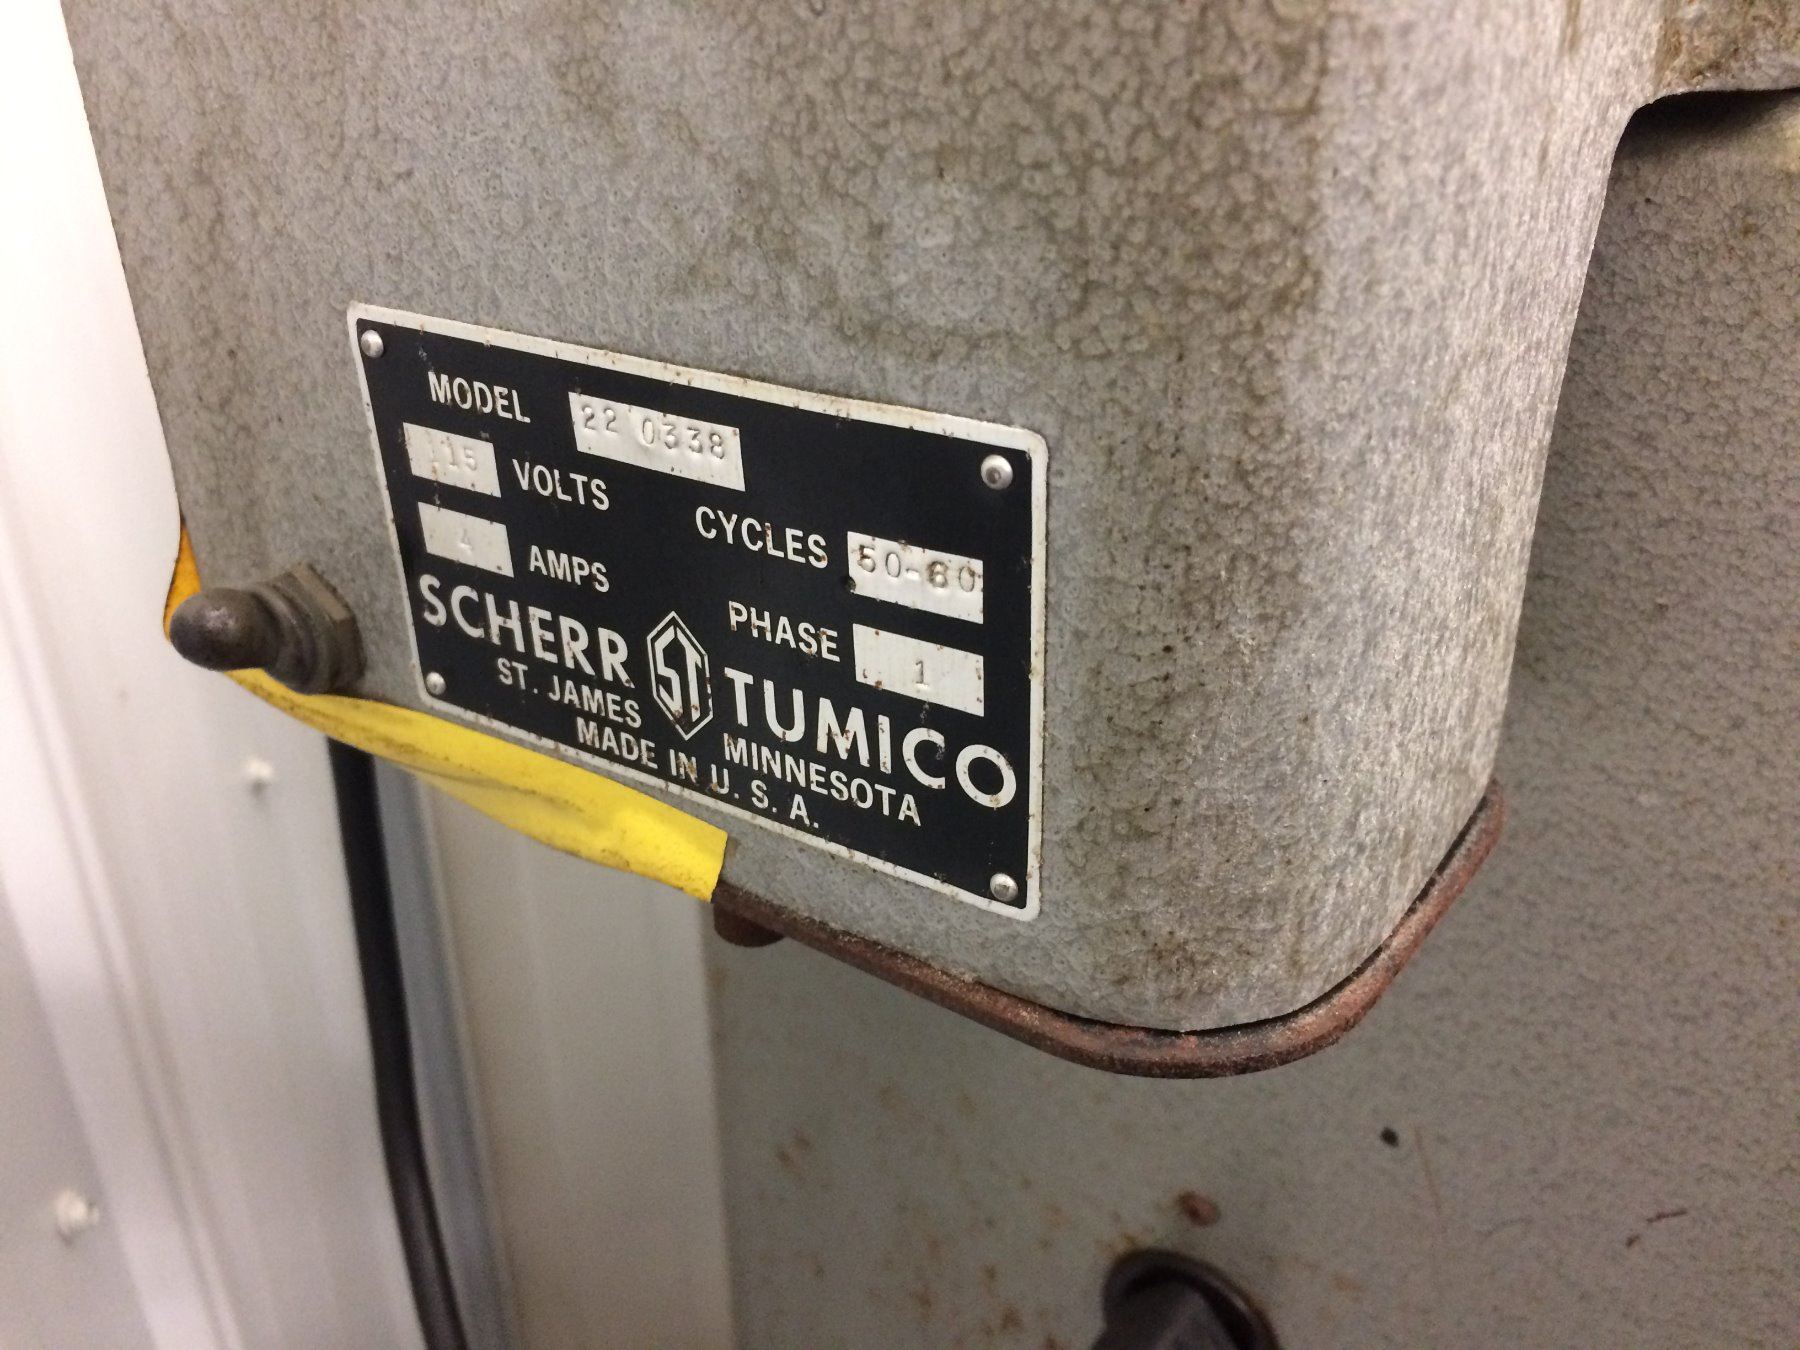 MODEL 22 0338
115 VOLTS
CYCLES 50-60
4 AMPS
PHASE 1
SCHERR ST TUMICO
ST. JAMES MINNESOTA
MADE IN U. S. A.